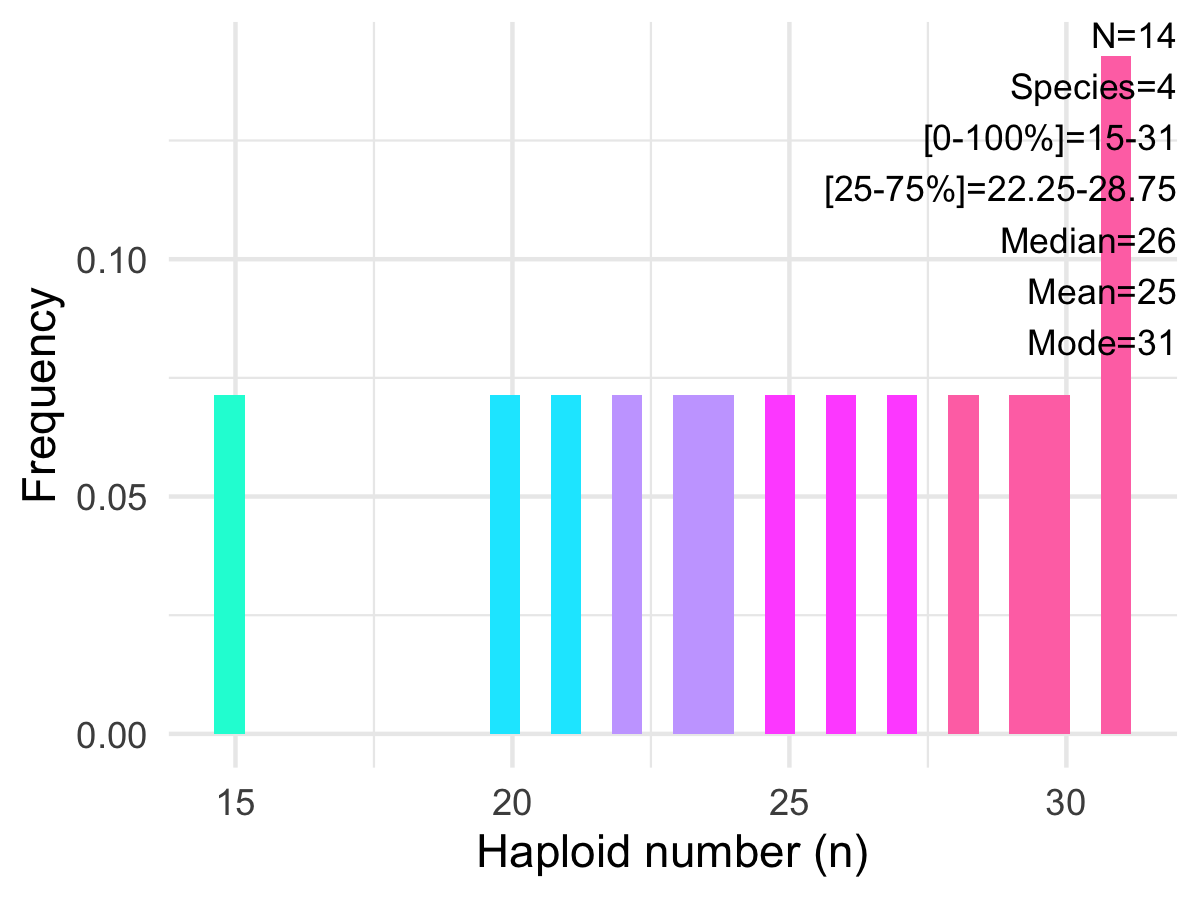 N=14
Species=4
[0-100%]=15-31
[25-75%]=22.25-28.75
Median=26
Mean=25
Mode=31
0.10
0.05
0.00
Frequency
15 20 25 30
Haploid number (n)